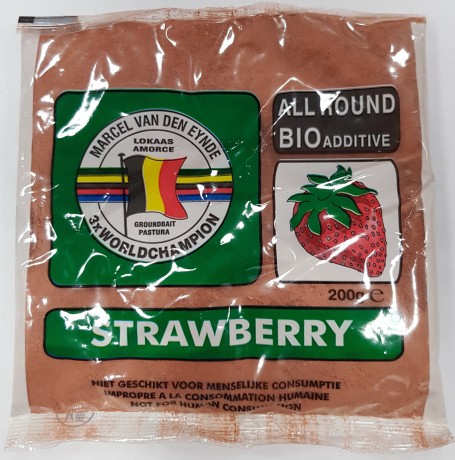 MARCEL VAN DEN EYNDE
LOKAAS
AMORCE
GROUNDBAIT
PASTURA
3XWORLDCHAMPION
ALL ROUND
BIO ADDITIVE
200g e
STRAWBERRY
NIET GESCHIKT VOOR MENSELIJKE CONSUMPTIE
IMPROPRE A LA CONSOMMATION HUMAINE
NOT FOR HUMAN CONSUMPTION